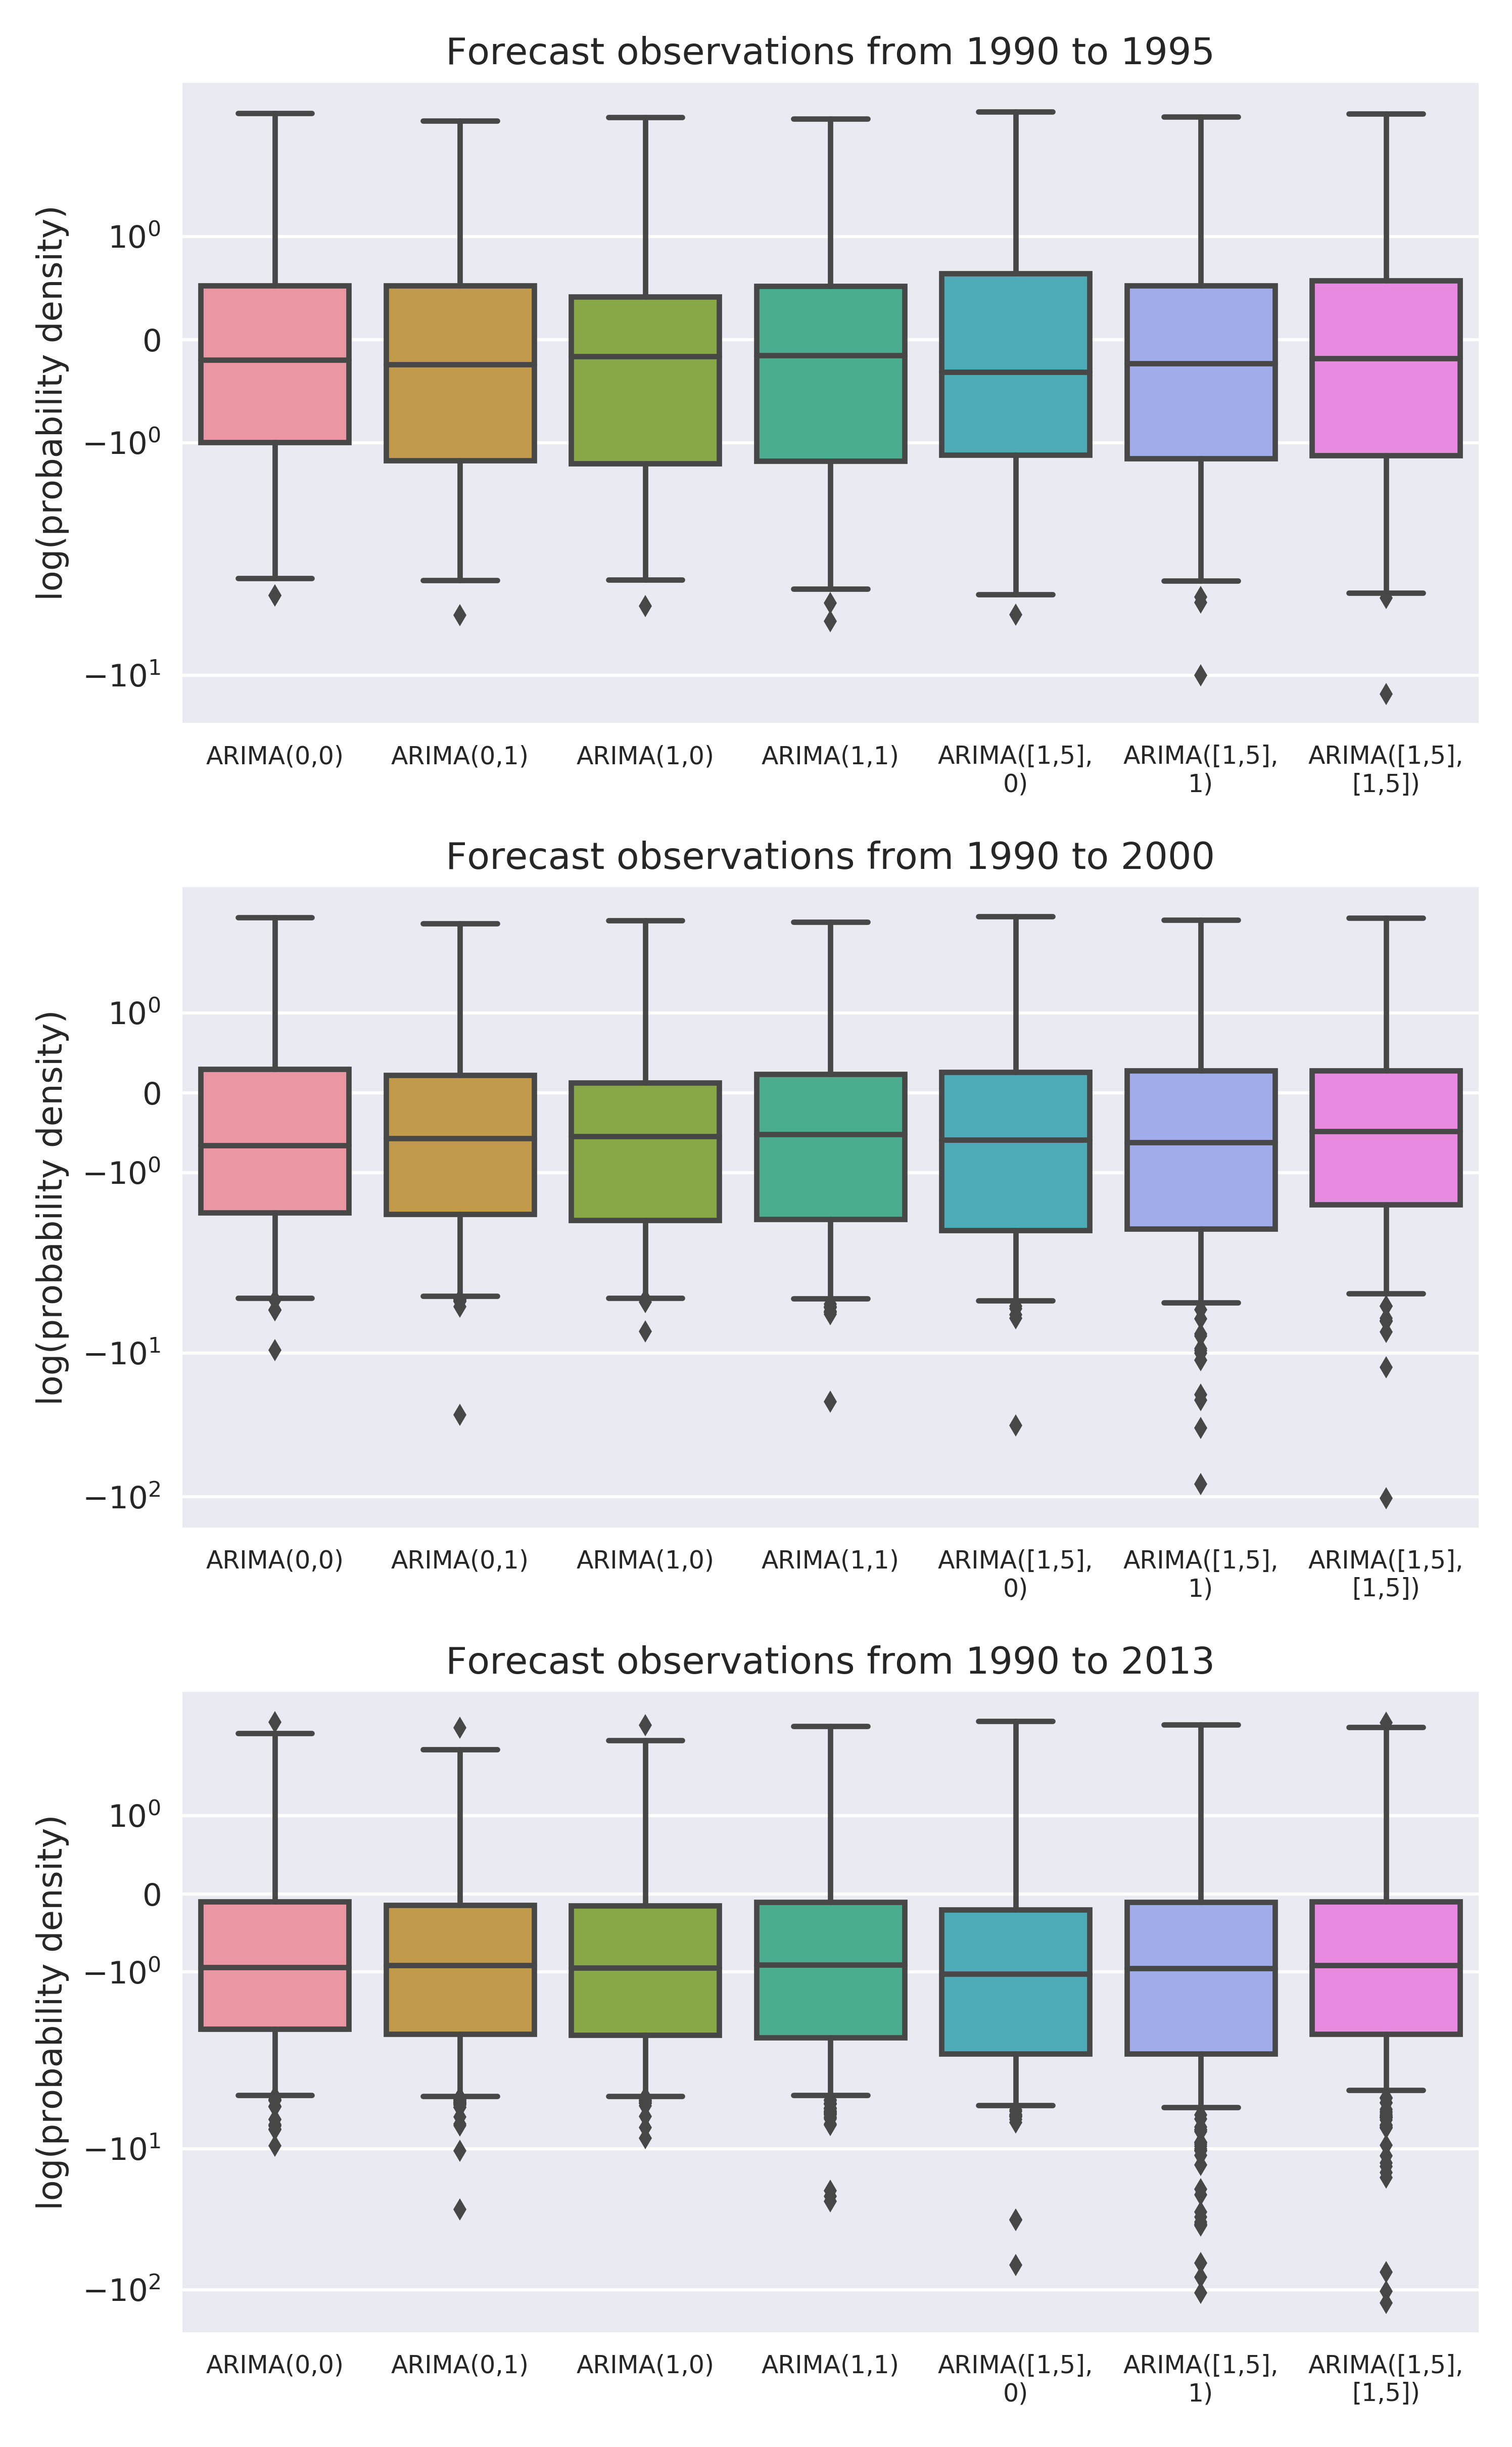 Forecast observations from 1990 to 1995
log(probability density)
10⁰
0
−10⁰
−10¹
ARIMA(0,0) ARIMA(0,1) ARIMA(1,0) ARIMA(1,1) ARIMA([1,5], ARIMA([1,5], ARIMA([1,5],
0) 1) [1,5])
Forecast observations from 1990 to 2000
log(probability density)
10⁰
0
−10⁰
−10¹
−10²
ARIMA(0,0) ARIMA(0,1) ARIMA(1,0) ARIMA(1,1) ARIMA([1,5], ARIMA([1,5], ARIMA([1,5],
0) 1) [1,5])
Forecast observations from 1990 to 2013
log(probability density)
10⁰
0
−10⁰
−10¹
−10²
ARIMA(0,0) ARIMA(0,1) ARIMA(1,0) ARIMA(1,1) ARIMA([1,5], ARIMA([1,5], ARIMA([1,5],
0) 1) [1,5])